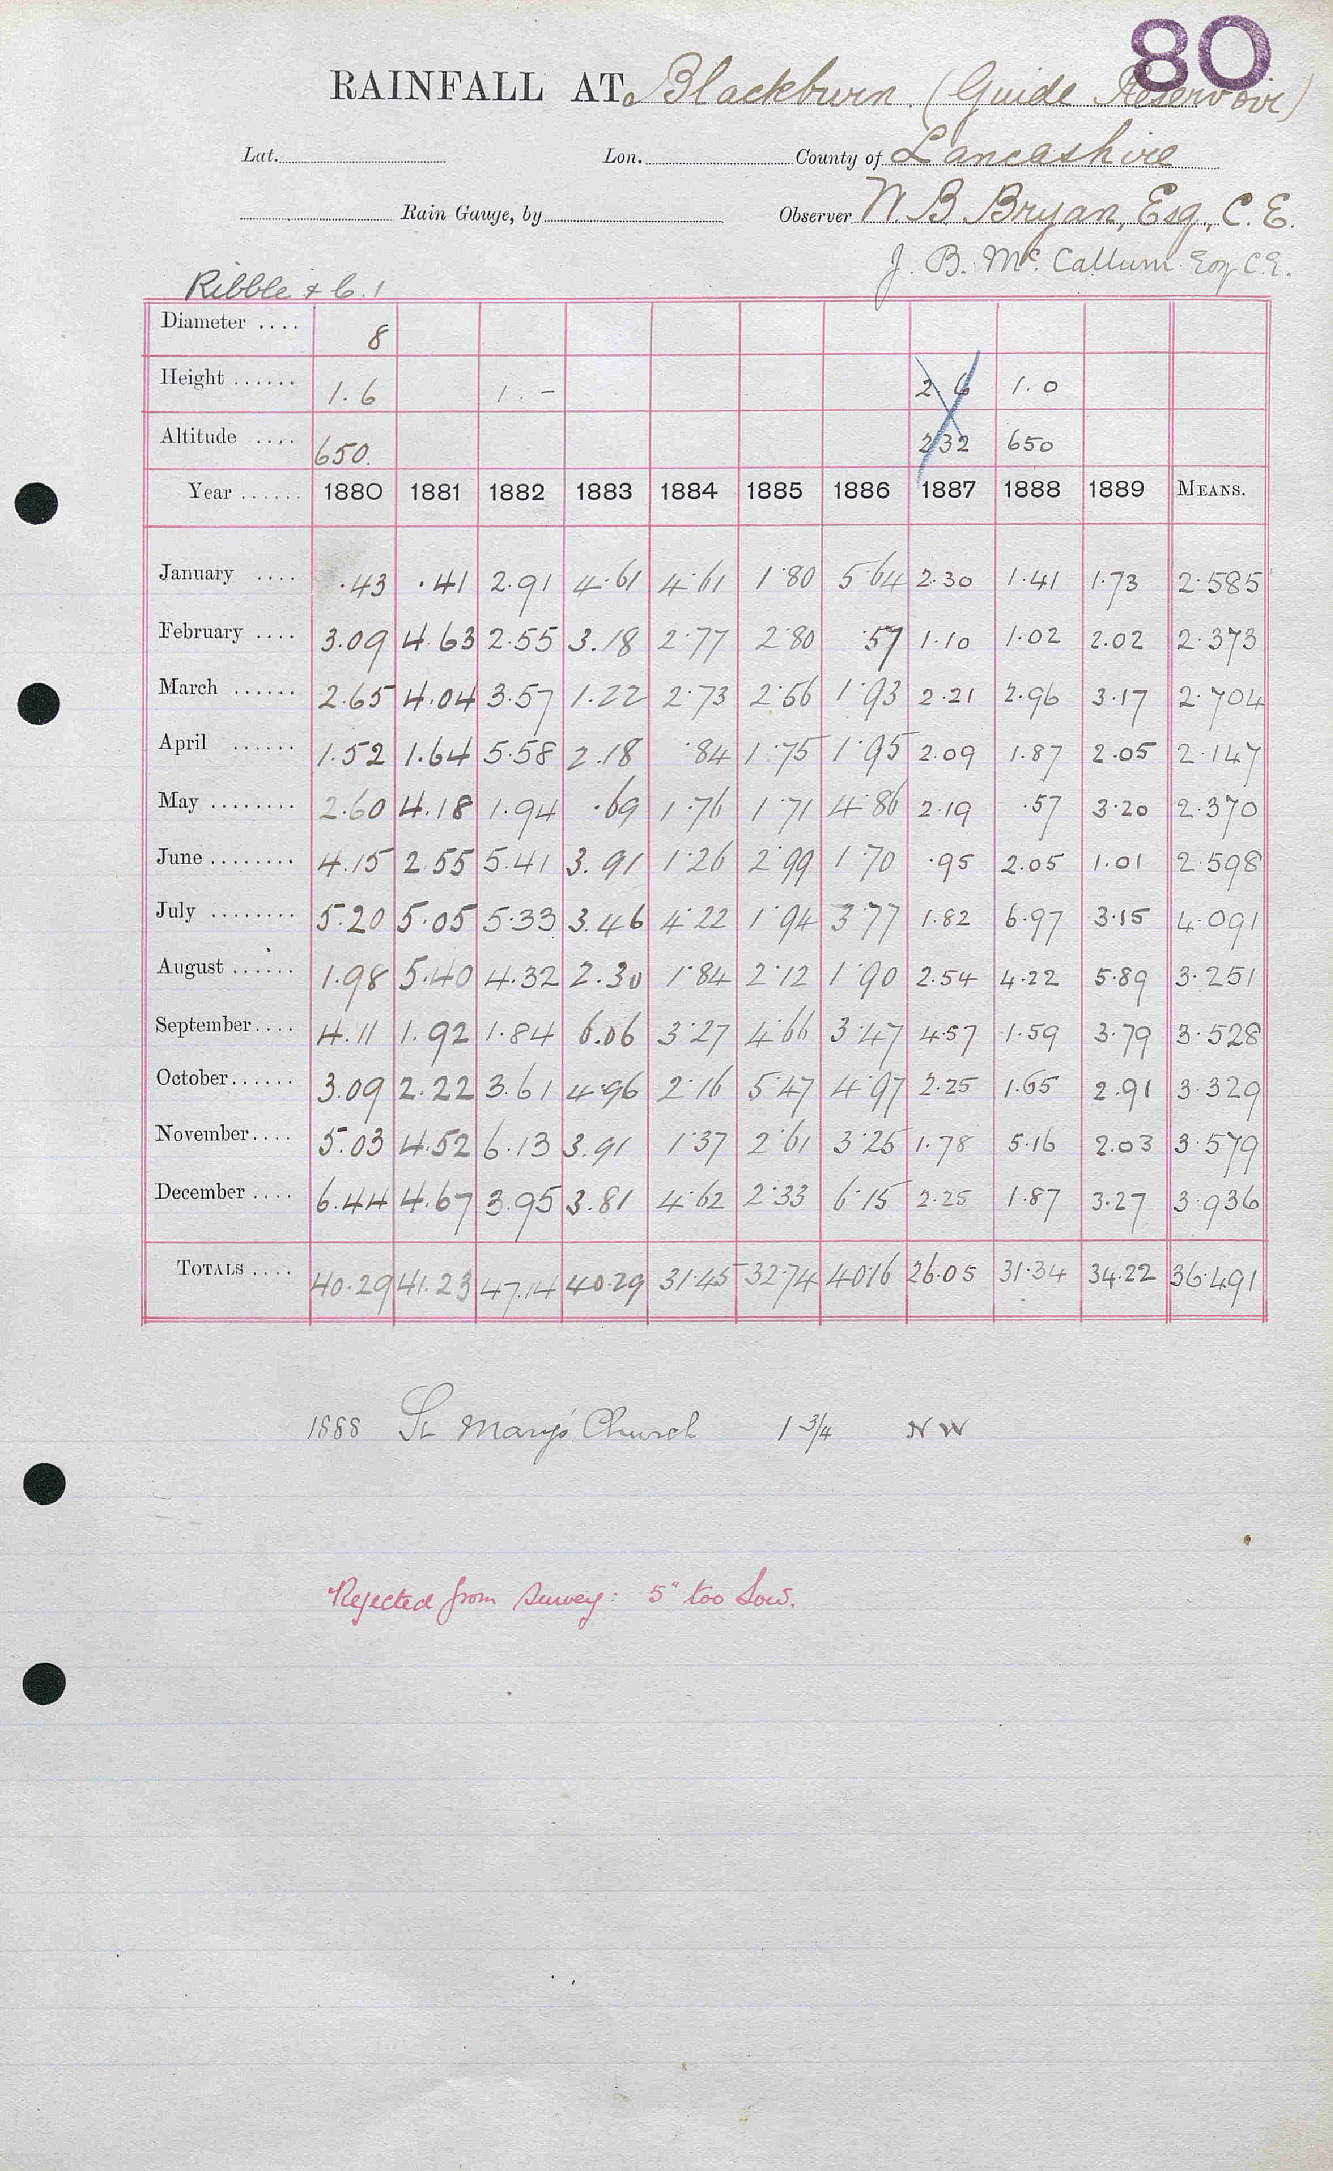 80
RAINFALL AT Blackburn (Guide Reservoir)
Lat. Lon. County of Lancashire
Rain Gauge, by Observer W. B. Bryan, Esq., C. E.
J. B. Mc. Callum Esq C.E.
Ribble & C. 1
Diameter .... 8
Height ...... 1.6 1. - 2.6 1.0
Altitude .... 650. 232 650
Year ...... 1880 1881 1882 1883 1884 1885 1886 1887 1888 1889 MEANS.
January .... .43 .41 2.91 4.61 4.61 1.80 5.64 2.30 1.41 1.73 2.585
February .... 3.09 4.63 2.55 3.18 2.77 2.80 .57 1.10 1.02 2.02 2.373
March ...... 2.65 4.04 3.57 1.22 2.73 2.56 1.93 2.21 2.96 3.17 2.704
April ...... 1.52 1.64 5.58 2.18 .84 1.75 1.95 2.09 1.87 2.05 2.147
May ........ 2.60 4.18 1.94 .69 1.76 1.71 4.86 2.19 .57 3.20 2.370
June ........ 4.15 2.55 5.41 3.91 1.26 2.99 1.70 .95 2.05 1.01 2.598
July ........ 5.20 5.05 5.33 3.46 4.22 1.94 3.77 1.82 6.97 3.15 4.091
August ...... 1.98 5.40 4.32 2.30 1.84 2.12 1.90 2.54 4.22 5.89 3.251
September .... 4.11 1.92 1.84 6.06 3.27 4.66 3.47 4.57 1.59 3.79 3.528
October ...... 3.09 2.22 3.61 4.96 2.16 5.47 4.97 2.25 1.65 2.91 3.329
November .... 5.03 4.52 6.13 3.91 1.37 2.61 3.25 1.78 5.16 2.03 3.579
December .... 6.44 4.67 3.95 3.81 4.62 2.33 6.15 2.25 1.87 3.27 3.936
TOTALS .... 40.29 41.23 47.14 40.29 31.45 32.74 40.16 26.05 31.34 34.22 36.491
1888 St Mary's Church 1 3/4 NW
Rejected from Survey: 5" too low.